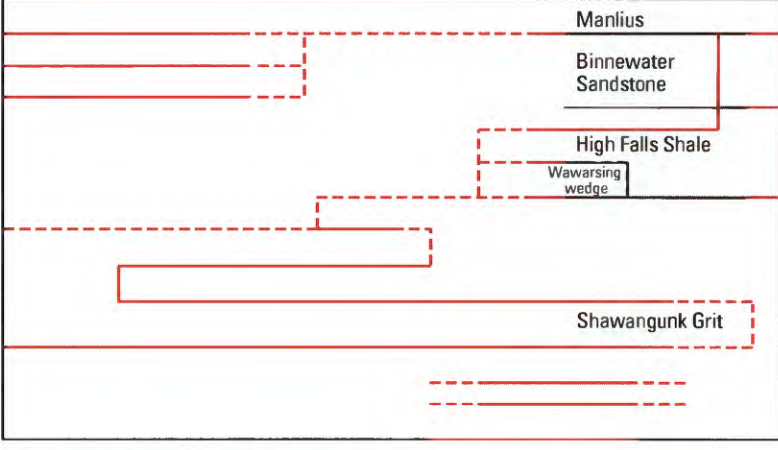 Manlius
Binnewater
Sandstone
High Falls Shale
Wawarsing
wedge
Shawangunk Grit